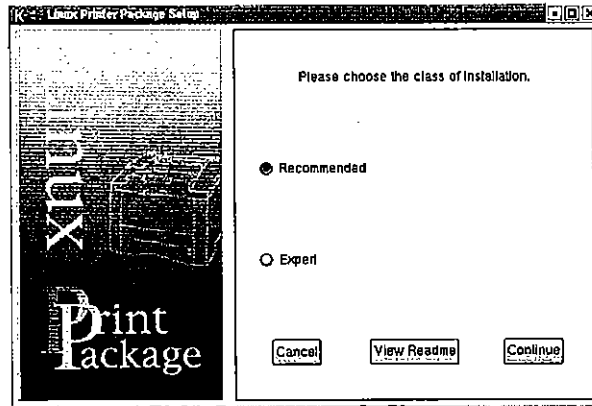 Linux Printer Package Setup
Please choose the class of installation.
Recommended
Expert
Cancel
View Readme
Continue
Linux
Print
Package